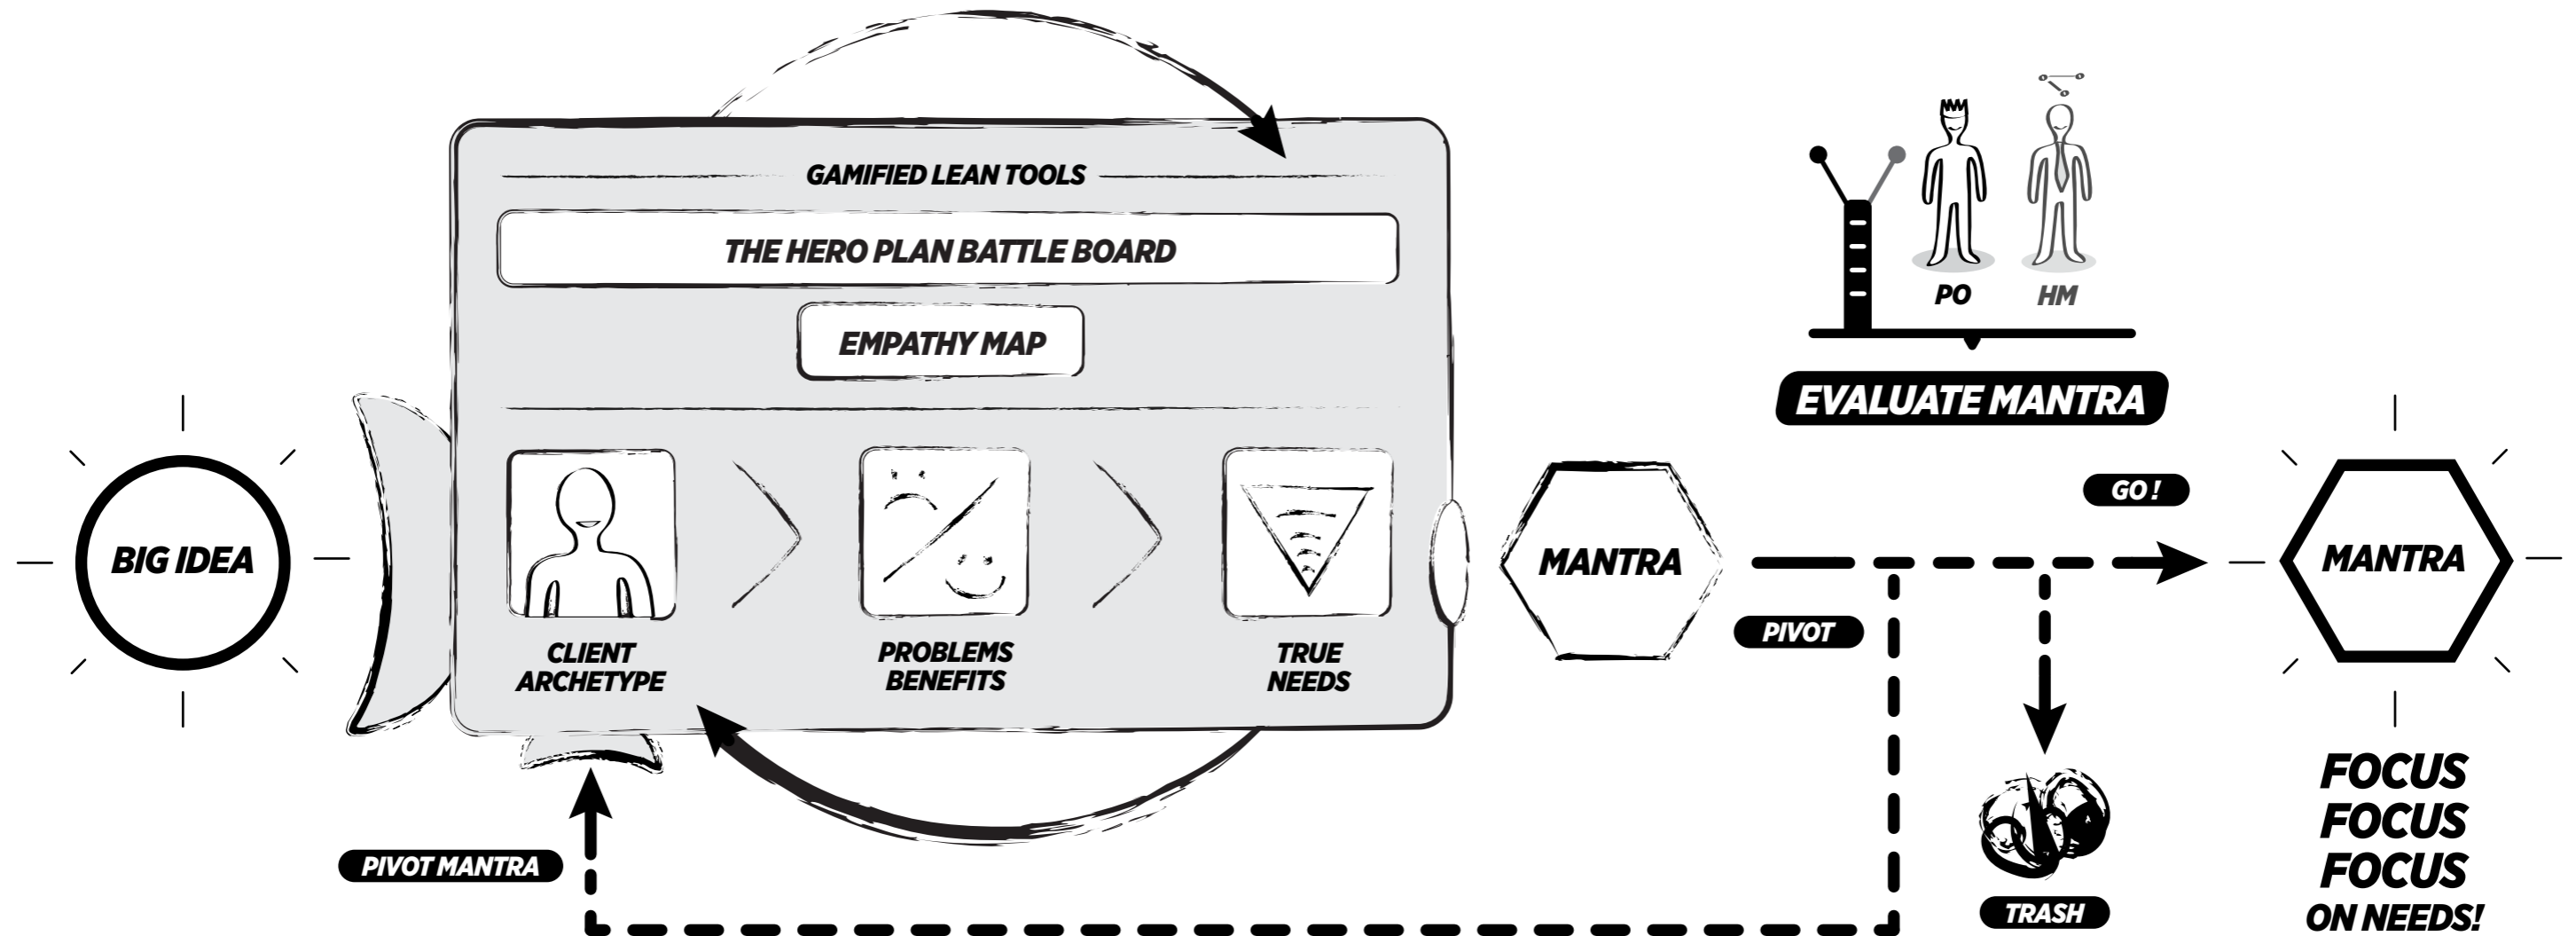 GAMIFIED LEAN TOOLS
THE HERO PLAN BATTLE BOARD
EMPATHY MAP
BIG IDEA
CLIENT
ARCHETYPE
PROBLEMS
BENEFITS
TRUE
NEEDS
MANTRA
PO
HM
EVALUATE MANTRA
GO !
PIVOT
MANTRA
PIVOT MANTRA
TRASH
FOCUS
FOCUS
FOCUS
ON NEEDS!